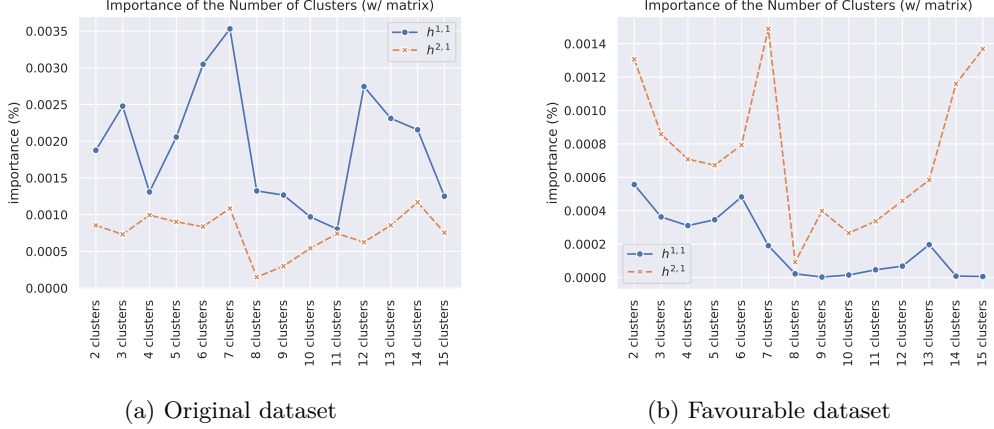 Importance of the Number of Clusters (w/ matrix)
importance (%)
0.0035
0.0030
0.0025
0.0020
0.0015
0.0010
0.0005
0.0000
h^{1,1}
h^{2,1}
2 clusters
3 clusters
4 clusters
5 clusters
6 clusters
7 clusters
8 clusters
9 clusters
10 clusters
11 clusters
12 clusters
13 clusters
14 clusters
15 clusters
(a) Original dataset
Importance of the Number of Clusters (w/ matrix)
importance (%)
0.0014
0.0012
0.0010
0.0008
0.0006
0.0004
0.0002
0.0000
h^{1,1}
h^{2,1}
2 clusters
3 clusters
4 clusters
5 clusters
6 clusters
7 clusters
8 clusters
9 clusters
10 clusters
11 clusters
12 clusters
13 clusters
14 clusters
15 clusters
(b) Favourable dataset